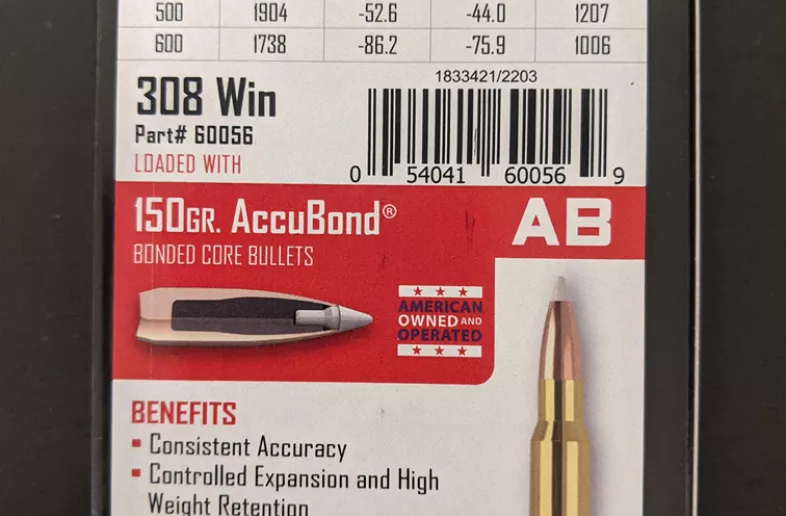 500 1904 -52.6 -44.0 1207
600 1738 -86.2 -75.9 1006
1833421/2203
308 Win
Part# 60056
LOADED WITH
0 54041 60056 9
150GR. AccuBond®
AB
BONDED CORE BULLETS
AMERICAN
OWNED AND
OPERATED
BENEFITS
▪ Consistent Accuracy
▪ Controlled Expansion and High
Weight Retention